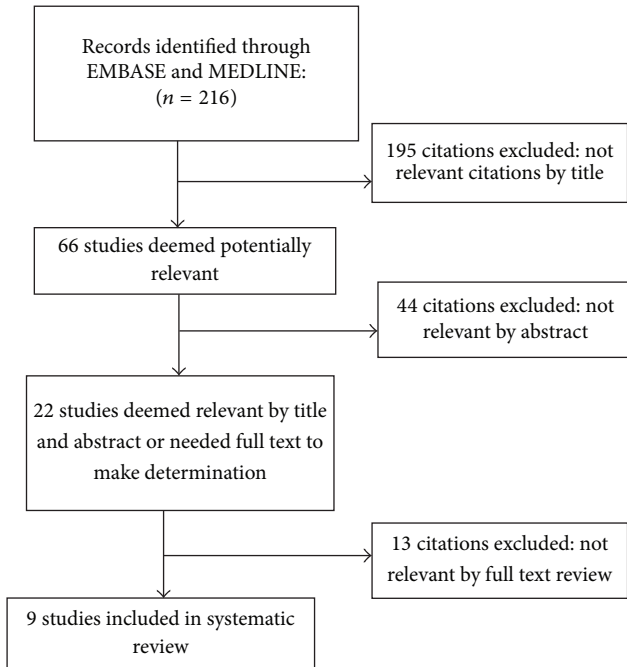 Records identified through
EMBASE and MEDLINE:
(n = 216)
195 citations excluded: not
relevant citations by title
66 studies deemed potentially
relevant
44 citations excluded: not
relevant by abstract
22 studies deemed relevant by title
and abstract or needed full text to
make determination
13 citations excluded: not
relevant by full text review
9 studies included in systematic
review